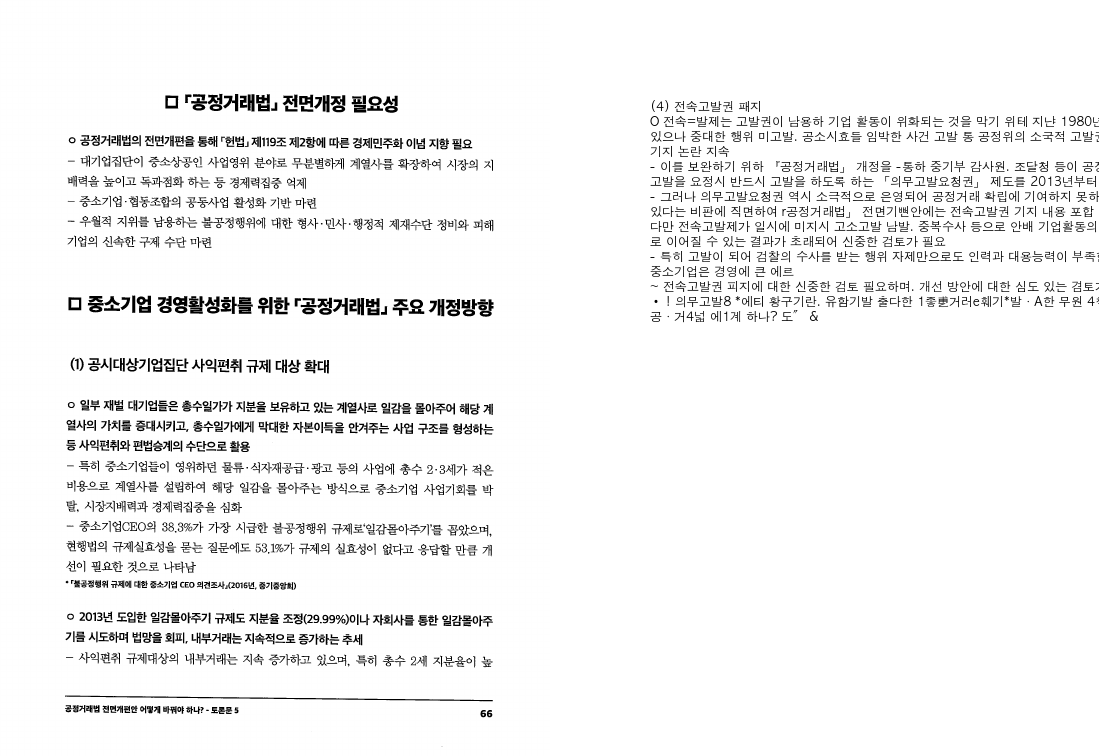 □ 「공정거래법」 전면개정 필요성
ㅇ 공정거래법의 전면개편을 통해 「헌법」 제119조 제2항에 따른 경제민주화 이념 지향 필요
– 대기업집단이 중소상공인 사업영위 분야로 무분별하게 계열사를 확장하여 시장의 지
배력을 높이고 독과점화 하는 등 경제력집중 억제
– 중소기업·협동조합의 공동사업 활성화 기반 마련
– 우월적 지위를 남용하는 불공정행위에 대한 형사·민사·행정적 제재수단 정비와 피해
기업의 신속한 구제 수단 마련
□ 중소기업 경영활성화를 위한 「공정거래법」 주요 개정방향
(1) 공시대상기업집단 사익편취 규제 대상 확대
ㅇ 일부 재벌 대기업들은 총수일가가 지분을 보유하고 있는 계열사로 일감을 몰아주어 해당 계
열사의 가치를 증대시키고, 총수일가에게 막대한 자본이득을 안겨주는 사업 구조를 형성하는
등 사익편취와 편법승계의 수단으로 활용
– 특히 중소기업들이 영위하던 물류·식자재공급·광고 등의 사업에 총수 2·3세가 적은
비용으로 계열사를 설립하여 해당 일감을 몰아주는 방식으로 중소기업 사업기회를 박
탈, 시장지배력과 경제력집중을 심화
– 중소기업CEO의 38.3%가 가장 시급한 불공정행위 규제로'일감몰아주기'를 꼽았으며,
현행법의 규제실효성을 묻는 질문에도 53.1%가 규제의 실효성이 없다고 응답할 만큼 개
선이 필요한 것으로 나타남
* 「불공정행위 규제에 대한 중소기업 CEO 의견조사」(2016년, 중기중앙회)
ㅇ 2013년 도입한 일감몰아주기 규제도 지분율 조정(29.99%)이나 자회사를 통한 일감몰아주
기를 시도하며 법망을 회피, 내부거래는 지속적으로 증가하는 추세
– 사익편취 규제대상의 내부거래는 지속 증가하고 있으며, 특히 총수 2세 지분율이 높
공정거래법 전면개편안 어떻게 바꿔야 하나? - 토론문 5
66
(4) 전속고발권 패지
O 전속=발제는 고발권이 남용하 기업 활동이 위화되는 것을 막기 위테 지난 1980년
있으나 중대한 행위 미고발. 공소시효들 임박한 사건 고발 통 공정위의 소국적 고발권
기지 논란 지속
- 이를 보완하기 위하 『공정거래법」 개정을 -통하 중기부 감사원. 조달청 등이 공정
고발을 요정시 반드시 고발을 하도록 하는 「의무고발요청권」 제도를 2013년부터
- 그러나 의무고발요청권 역시 소극적으로 은영되어 공정거래 확립에 기여하지 못하
있다는 비판에 직면하여 r공정거래법」 전면기삔안에는 전속고발권 기지 내용 포합
다만 전속고발제가 일시에 미지시 고소고발 남발. 중복수사 등으로 안배 기업활동의
로 이어질 수 있는 결과가 초래되어 신중한 검토가 필요
- 특히 고발이 되어 검찰의 수사를 받는 행위 자제만으로도 인력과 대용능력이 부족한
중소기업은 경영에 큰 에르
~ 전속고발권 피지에 대한 신중한 검토 필요하며. 개선 방안에 대한 심도 있는 겸토가
• ! 의무고발8 *에티 황구기란. 유함기발 출다한 거러e훼기*발 · A한 무원
공 · 거4넓 에1계 하나? 도″ &